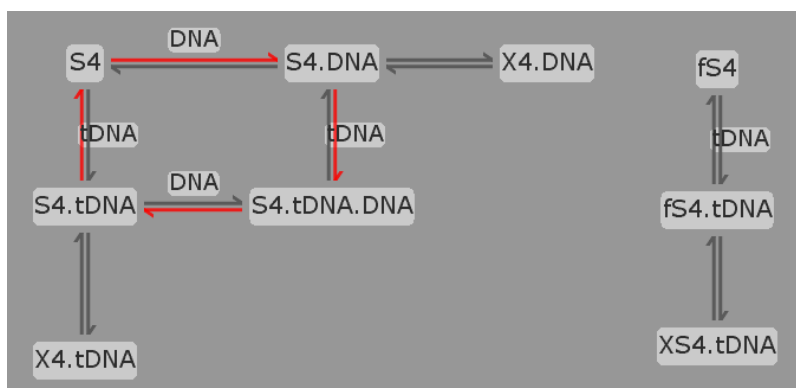 DNA
S4
S4.DNA
X4.DNA
fS4
tDNA
tDNA
tDNA
DNA
S4.tDNA
S4.tDNA.DNA
fS4.tDNA
X4.tDNA
XS4.tDNA